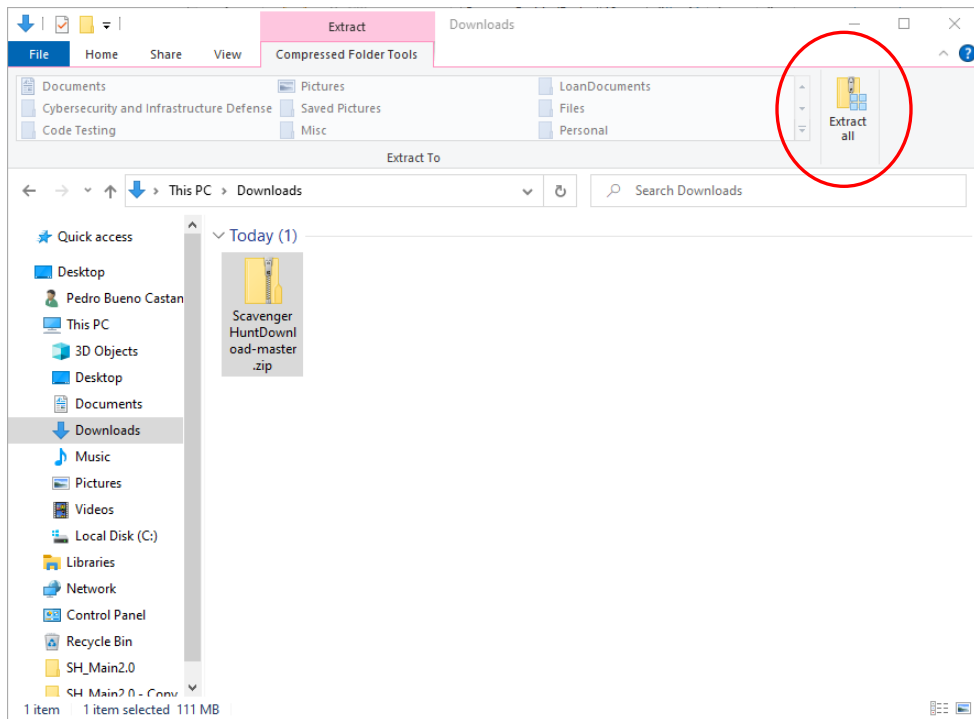 Extract
Downloads
File
Home
Share
View
Compressed Folder Tools
?
Documents
Pictures
LoanDocuments
Cybersecurity and Infrastructure Defense
Saved Pictures
Files
Code Testing
Misc
Personal
Extract
all
Extract To
This PC > Downloads
Search Downloads
Quick access
Today (1)
Desktop
Pedro Bueno Castan
This PC
3D Objects
Desktop
Documents
Downloads
Music
Pictures
Videos
Local Disk (C:)
Libraries
Network
Control Panel
Recycle Bin
SH_Main2.0
SH_Main2.0 - Copy
Scavenger
HuntDownl
oad-master
.zip
1 item
1 item selected 111 MB